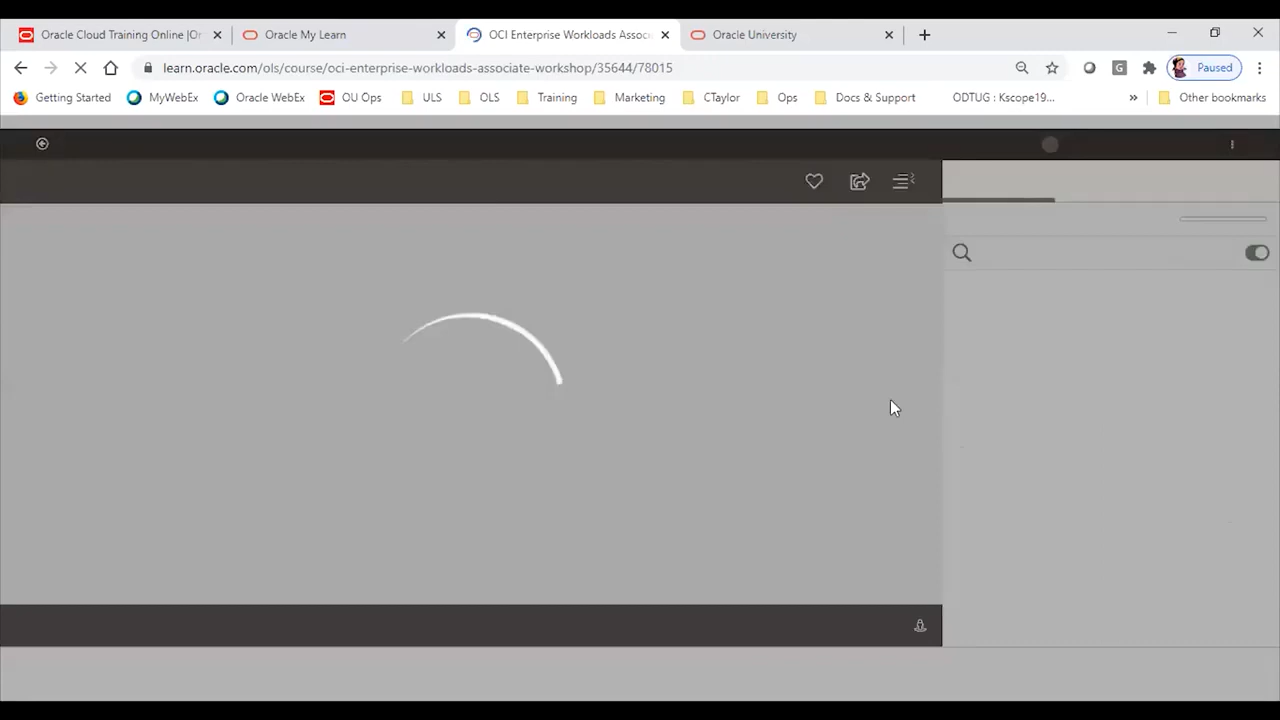 Oracle Cloud Training Online |Or
Oracle My Learn
OCI Enterprise Workloads Assoc
Oracle University
learn.oracle.com/ols/course/oci-enterprise-workloads-associate-workshop/35644/78015
G
Paused
Getting Started
MyWebEx
Oracle WebEx
OU Ops
ULS
OLS
Training
Marketing
CTaylor
Ops
Docs & Support
ODTUG : Kscope19...
»
Other bookmarks